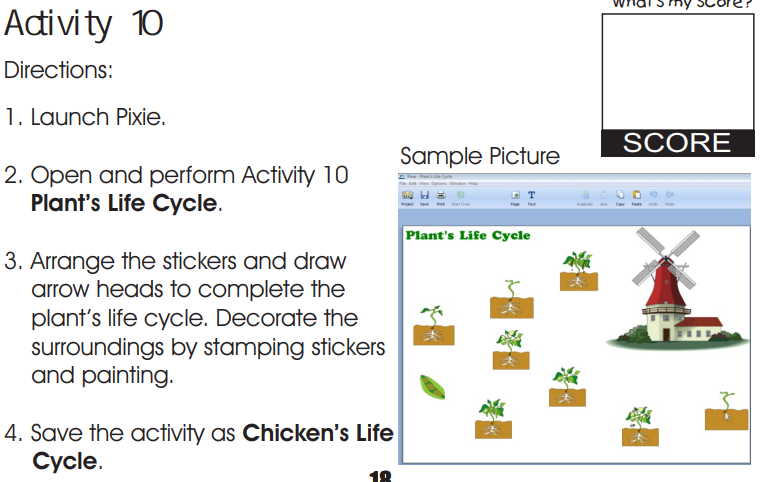 What's my score?
Activity 10
Directions:
1. Launch Pixie.
SCORE
Sample Picture
2. Open and perform Activity 10
Plant's Life Cycle.
3. Arrange the stickers and draw
arrow heads to complete the
plant's life cycle. Decorate the
surroundings by stamping stickers
and painting.
4. Save the activity as Chicken's Life
Cycle.
Pixie - Plant's Life Cycle
File Edit View Options Window Help
Project Save Print Start Over Page Text Duplicate Size Copy Paste Undo Redo
Plant's Life Cycle
18